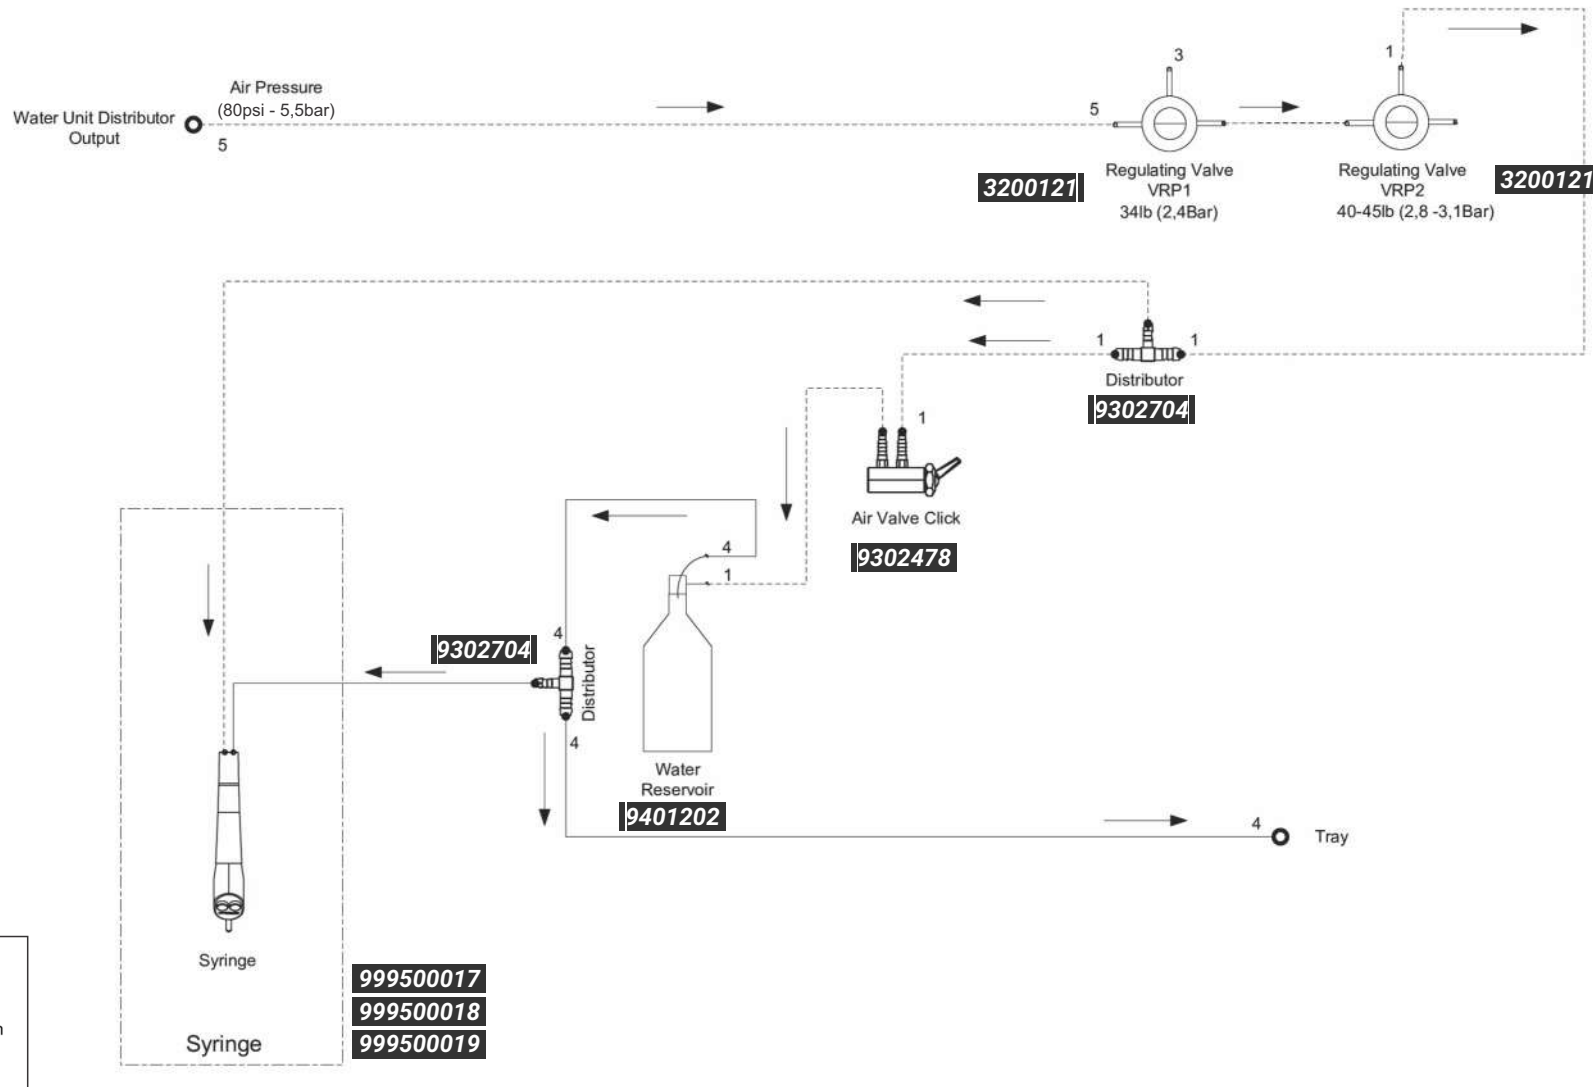 3
1
Air Pressure
(80psi - 5,5bar)
Water Unit Distributor
Output
5
5
Regulating Valve
VRP1
34lb (2,4Bar)
3200121
Regulating Valve
VRP2
40-45lb (2,8 -3,1Bar)
3200121
1
1
Distributor
9302704
1
Air Valve Click
9302478
4
1
9302704
4
Distributor
4
Water
Reservoir
9401202
4
Tray
Syringe
Syringe
999500017
999500018
999500019